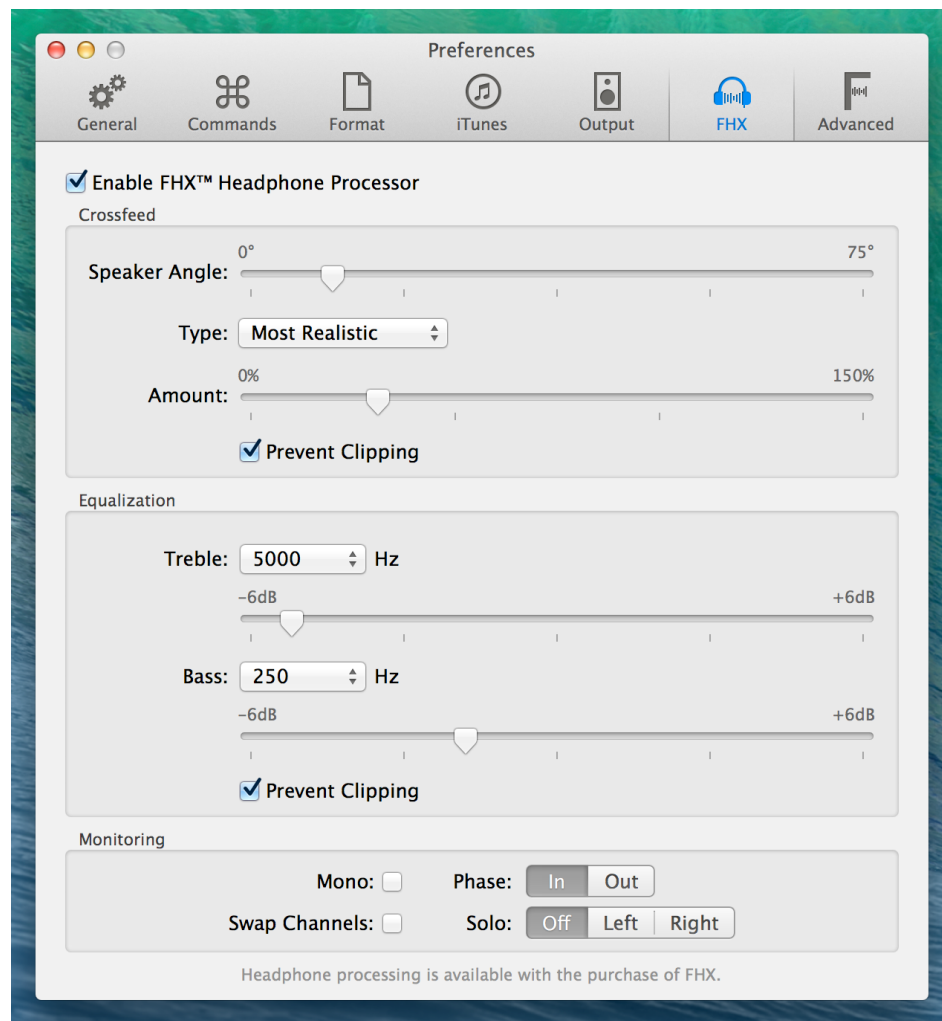 Preferences
General Commands Format iTunes Output FHX Advanced
Enable FHX™ Headphone Processor
Crossfeed
0° 75°
Speaker Angle:
Type: Most Realistic
0% 150%
Amount:
Prevent Clipping
Equalization
Treble: 5000 Hz
-6dB +6dB
Bass: 250 Hz
-6dB +6dB
Prevent Clipping
Monitoring
Mono: Phase: In Out
Swap Channels: Solo: Off Left Right
Headphone processing is available with the purchase of FHX.